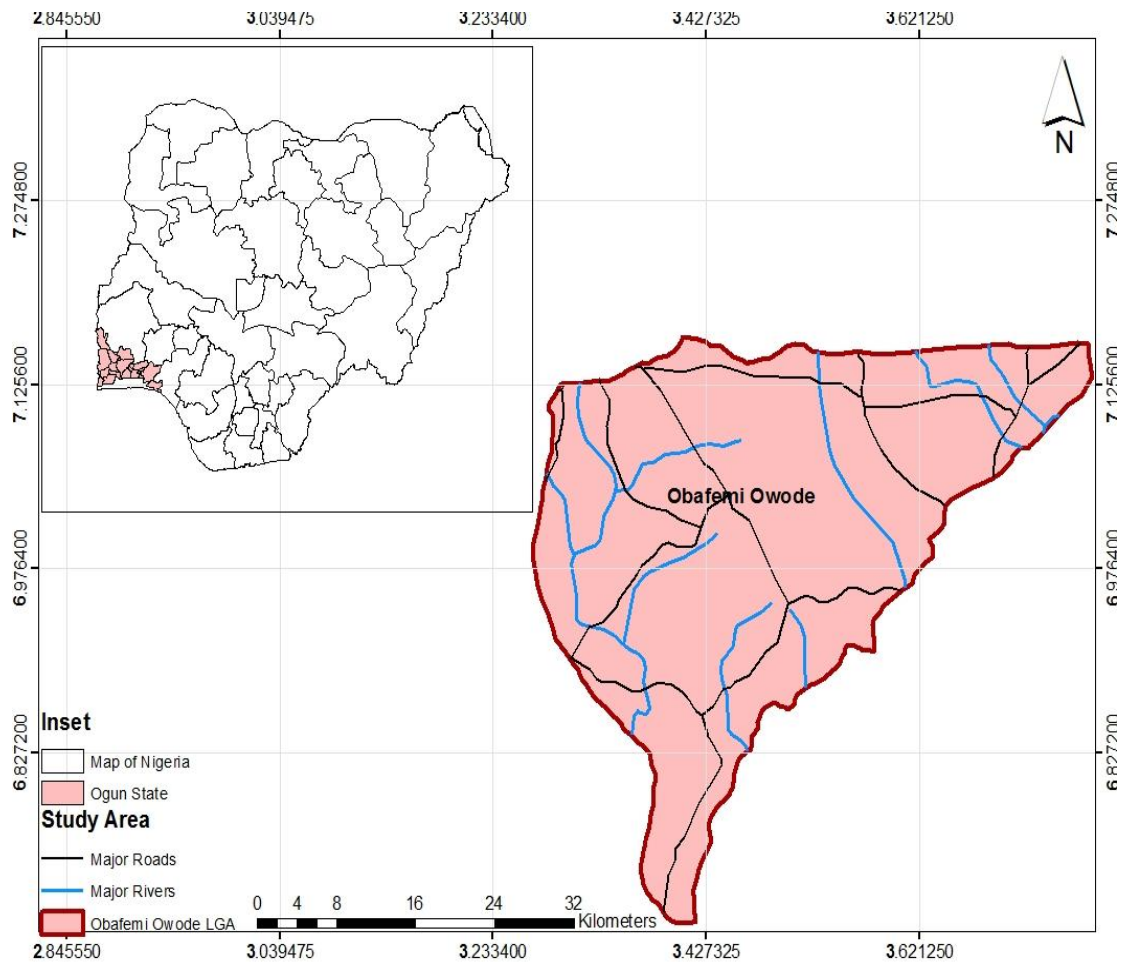 2.845550 3.039475 3.233400 3.427325 3.621250
N
7.274800 7.274800
7.125600 7.125600
Obafemi Owode
6.976400 6.976400
6.827200 6.827200
Inset
Map of Nigeria
Ogun State
Study Area
Major Roads
Major Rivers
Obafemi Owode LGA
0 4 8 16 24 32
Kilometers
2.845550 3.039475 3.233400 3.427325 3.621250